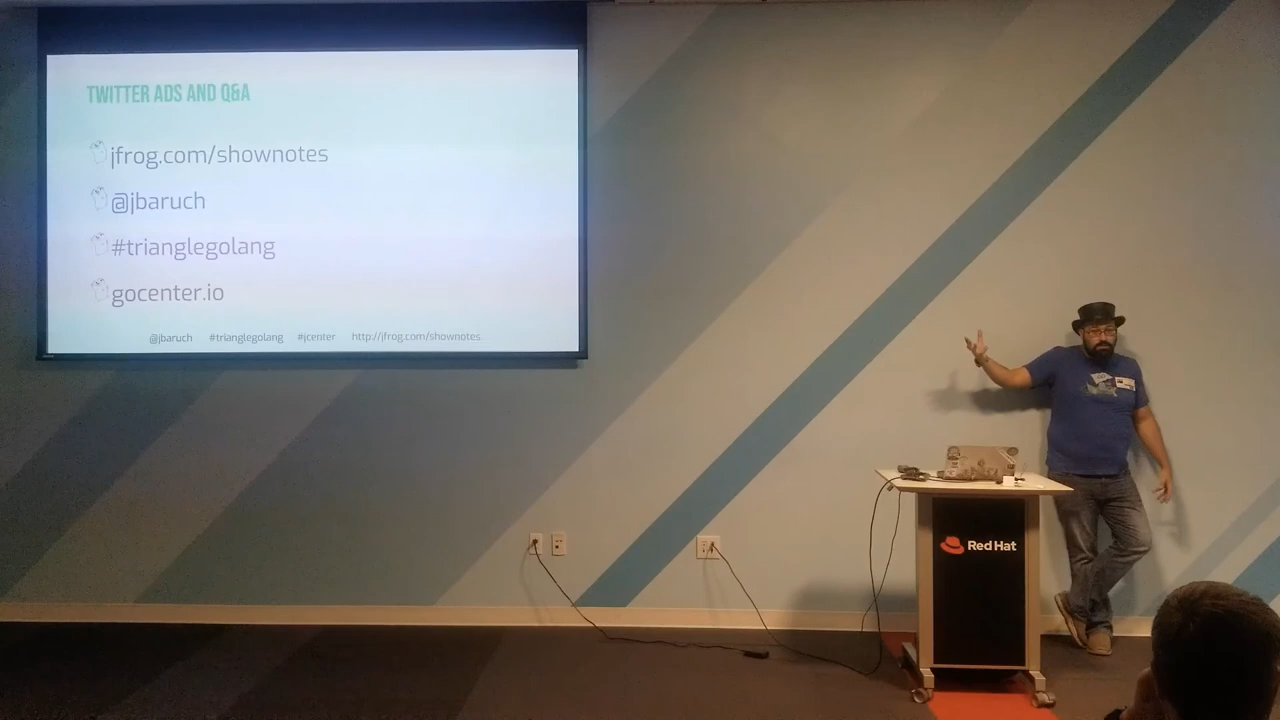 TWITTER ADS AND Q&A
jfrog.com/shownotes
@jbaruch
#trianglegolang
gocenter.io
@jbaruch #trianglegolang #jcenter http://jfrog.com/shownotes
Red Hat